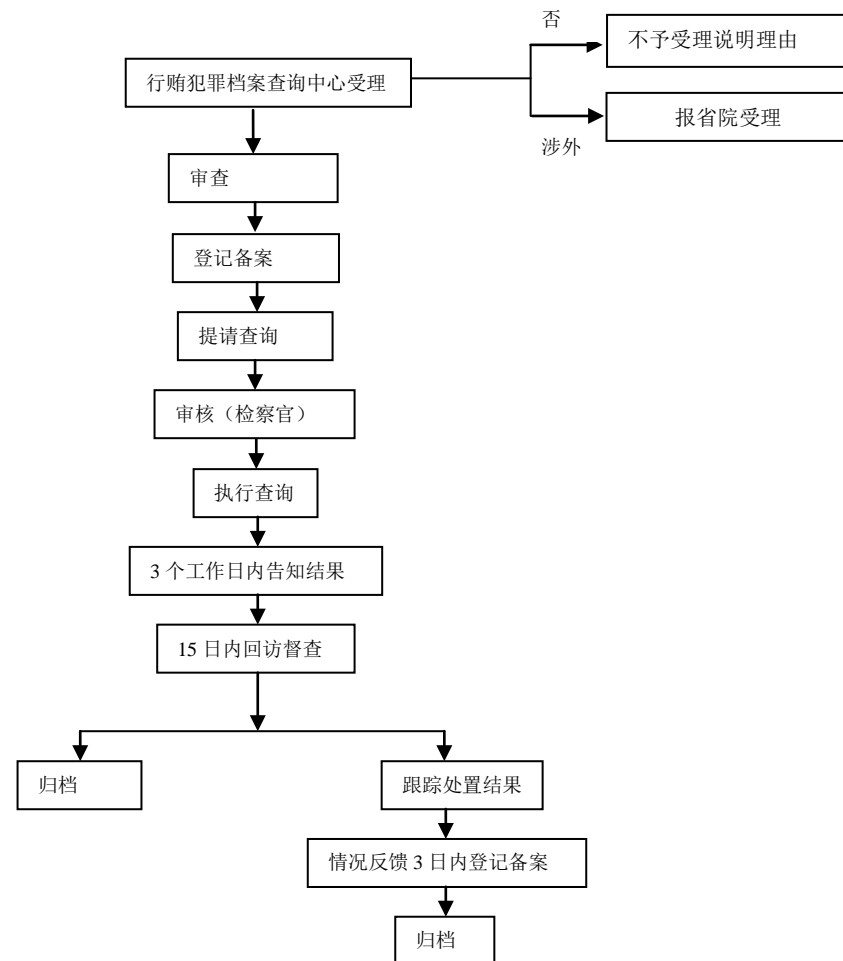 否
不予受理说明理由
行贿犯罪档案查询中心受理
报省院受理
涉外
审查
登记备案
提请查询
审核（检察官）
执行查询
3 个工作日内告知结果
15 日内回访督查
归档
跟踪处置结果
情况反馈 3 日内登记备案
归档